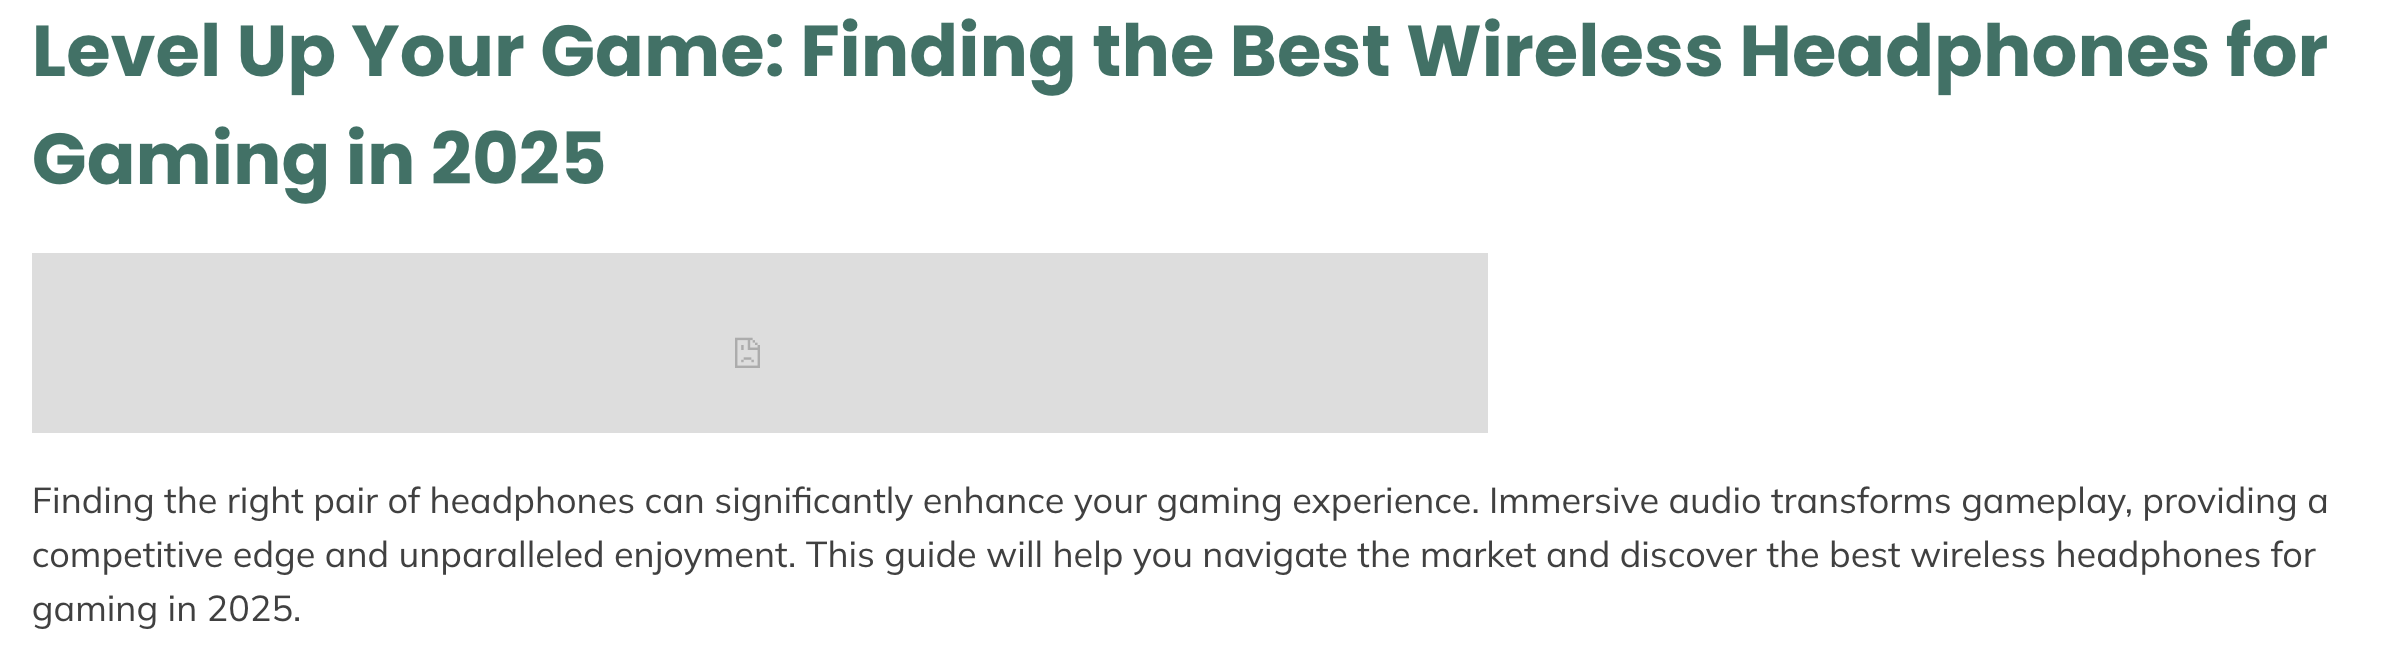 Level Up Your Game: Finding the Best Wireless Headphones for
Gaming in 2025
Finding the right pair of headphones can significantly enhance your gaming experience. Immersive audio transforms gameplay, providing a
competitive edge and unparalleled enjoyment. This guide will help you navigate the market and discover the best wireless headphones for
gaming in 2025.